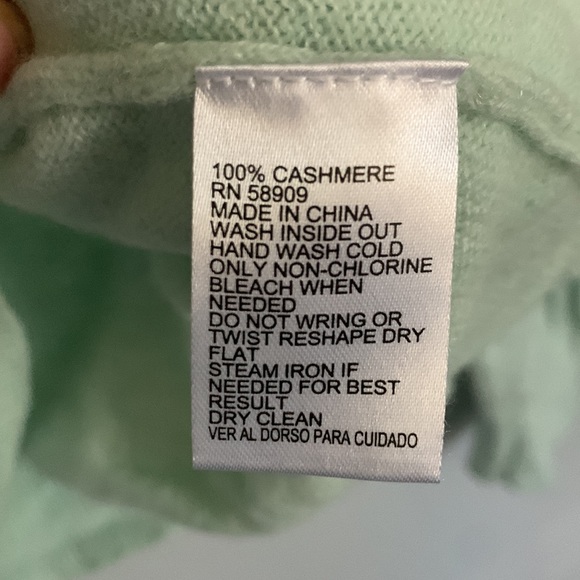 100% CASHMERE
RN 58909
MADE IN CHINA
WASH INSIDE OUT
HAND WASH COLD
ONLY NON-CHLORINE
BLEACH WHEN
NEEDED
DO NOT WRING OR
TWIST RESHAPE DRY
FLAT
STEAM IRON IF
NEEDED FOR BEST
RESULT
DRY CLEAN
VER AL DORSO PARA CUIDADO